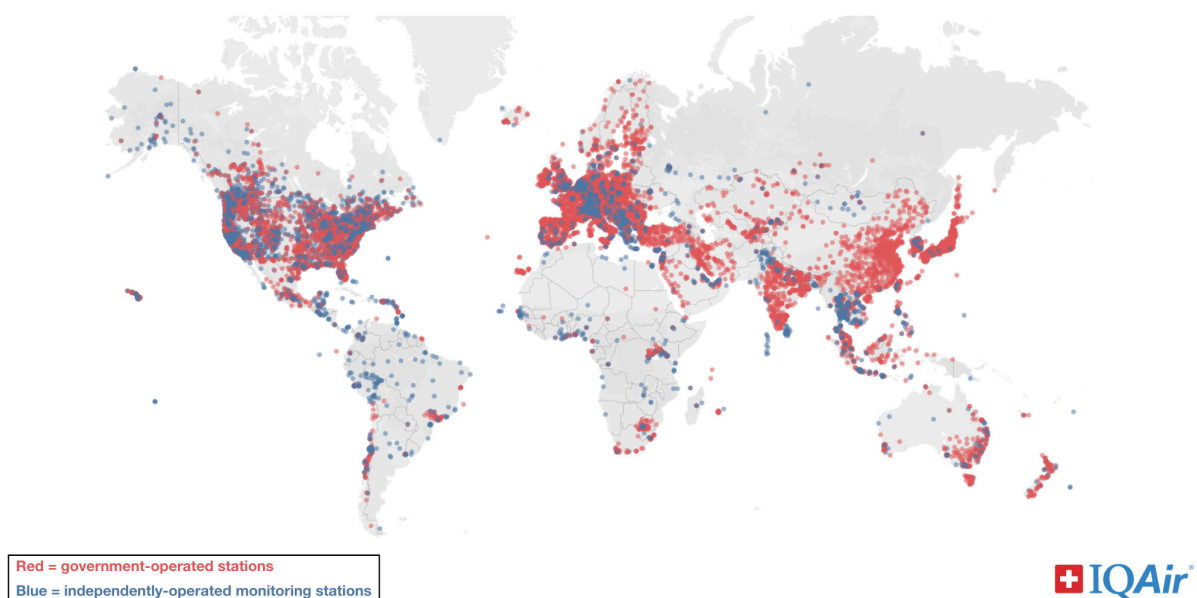 Red = government-operated stations
Blue = independently-operated monitoring stations
IQAir®